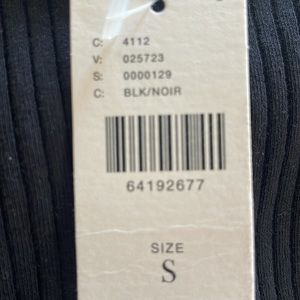 C: 4112
V: 025723
S: 0000129
C: BLK/NOIR
64192677
SIZE
S